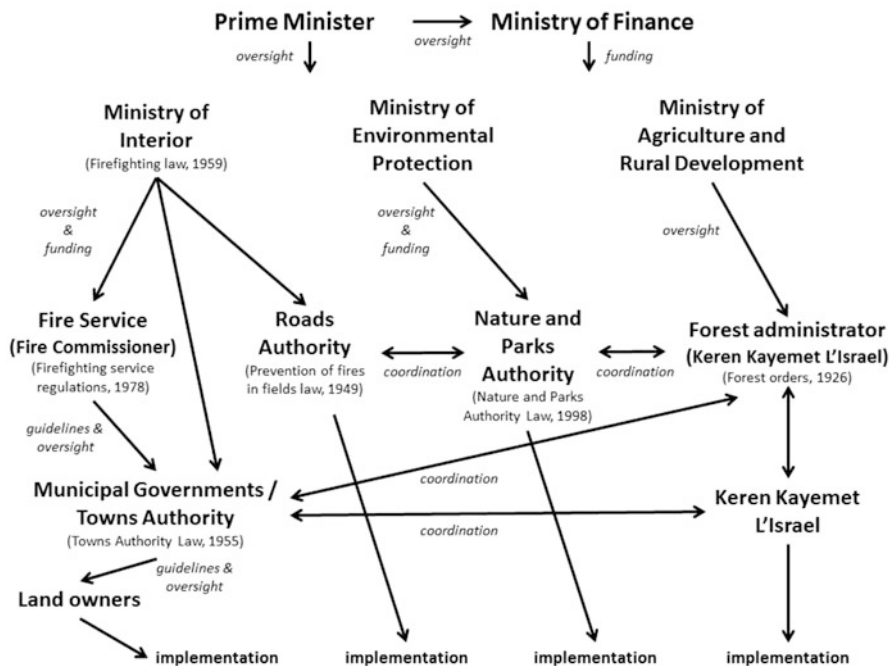 Prime Minister
oversight
Ministry of Finance
oversight
funding
Ministry of
Interior
(Firefighting law, 1959)
Ministry of
Environmental
Protection
Ministry of
Agriculture and
Rural Development
oversight
&
funding
oversight
&
funding
oversight
Fire Service
(Fire Commissioner)
(Firefighting service
regulations, 1978)
Roads
Authority
(Prevention of fires
in fields law, 1949)
coordination
Nature and
Parks
Authority
(Nature and Parks
Authority Law, 1998)
coordination
Forest administrator
(Keren Kayemet L'Israel)
(Forest orders, 1926)
guidelines &
oversight
coordination
Municipal Governments /
Towns Authority
(Towns Authority Law, 1955)
coordination
Keren Kayemet
L'Israel
guidelines &
oversight
Land owners
implementation
implementation
implementation
implementation